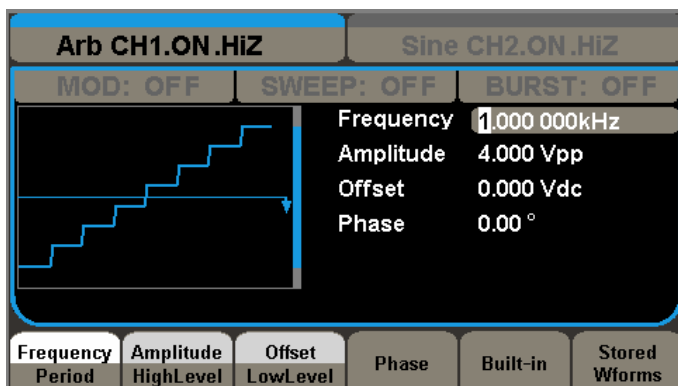 Arb CH1.ON.HiZ
Sine CH2.ON.HiZ
MOD: OFF
SWEEP: OFF
BURST: OFF
Frequency 1.000 000kHz
Amplitude 4.000 Vpp
Offset 0.000 Vdc
Phase 0.00 °
Frequency
Period
Amplitude
HighLevel
Offset
LowLevel
Phase
Built-in
Stored
Wforms